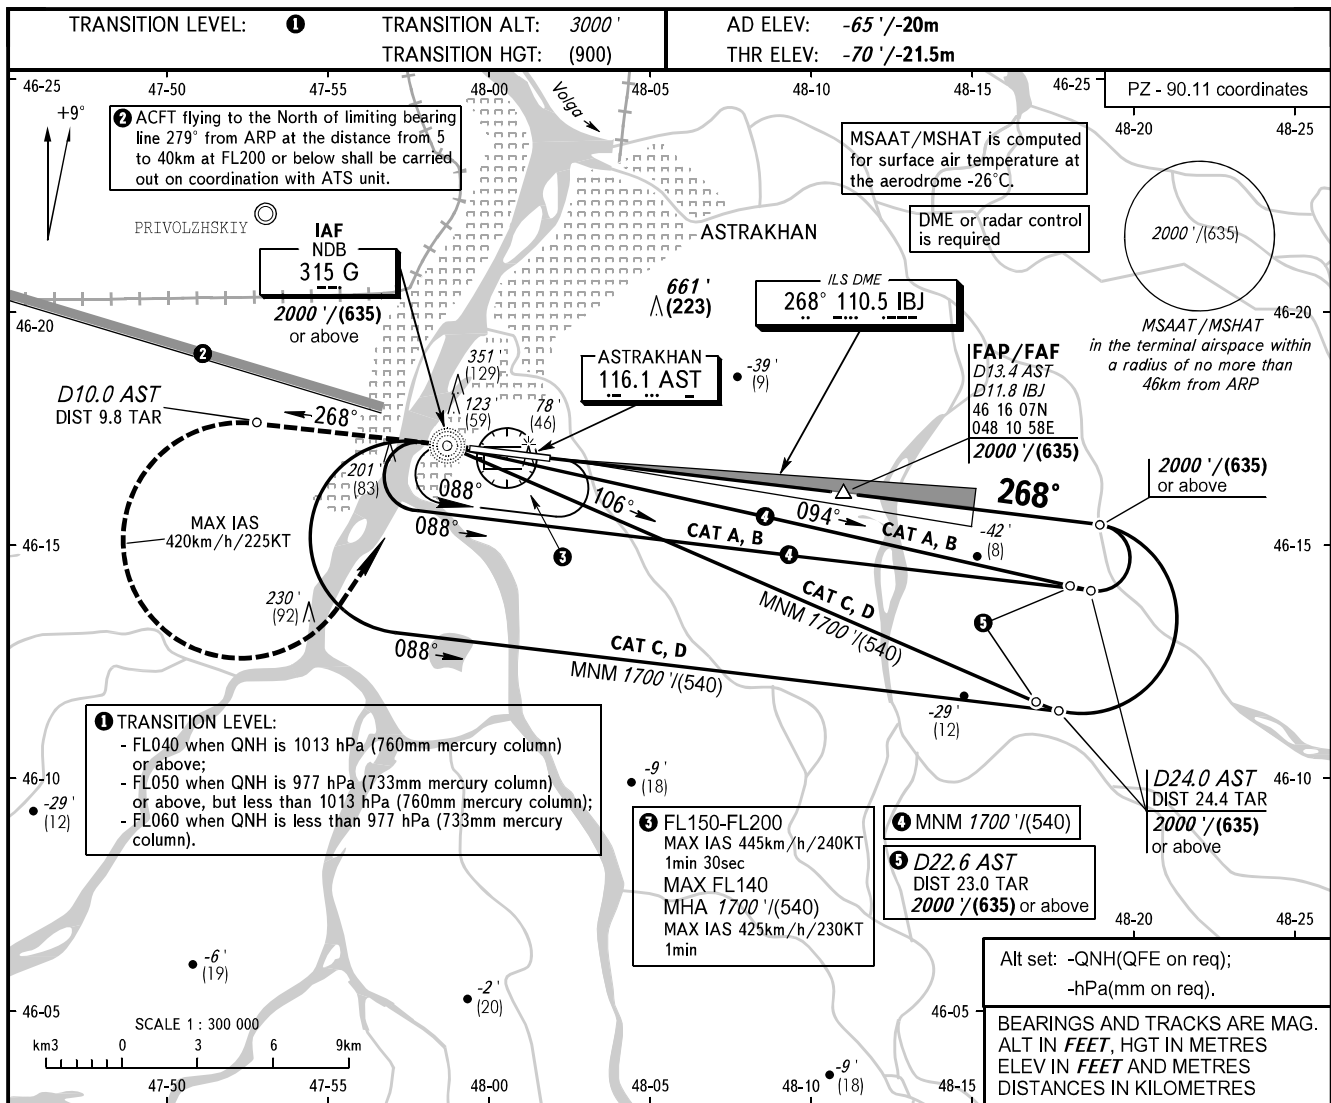 TRANSITION LEVEL: ❶ TRANSITION ALT: 3000'
TRANSITION HGT: (900)
AD ELEV: -65'/-20m
THR ELEV: -70'/-21.5m
46-25 47-50 47-55 48-00 48-05 48-10 48-15 46-25
PZ - 90.11 coordinates
48-20 48-25
+9°
❷ ACFT flying to the North of limiting bearing
line 279° from ARP at the distance from 5
to 40km at FL200 or below shall be carried
out on coordination with ATS unit.
Volga
MSAAT/MSHAT is computed
for surface air temperature at
the aerodrome -26°C.
DME or radar control
is required
2000'/(635)
MSAAT/MSHAT
in the terminal airspace within
a radius of no more than
46km from ARP
PRIVOLZHSKIY
IAF
NDB
315 G
2000'/(635)
or above
ASTRAKHAN
661'
(223)
ILS DME
268° 110.5 IBJ
46-20
46-20
❷
ASTRAKHAN
116.1 AST
351'
(129)
123'
(59)
78'
(46)
-39'
(9)
FAP/FAF
D13.4 AST
D11.8 IBJ
46 16 07N
048 10 58E
2000'/(635)
D10.0 AST
DIST 9.8 TAR
268°
201'
(83)
088°
088°
106°
094°
268°
2000'/(635)
or above
MAX IAS
420km/h/225KT
❹
CAT A, B
CAT A, B
❹
❸
-42'
(8)
46-15
46-15
230'
(92)
CAT C, D
MNM 1700'/(540)
❺
088°
CAT C, D
MNM 1700'/(540)
-29'
(12)
❶ TRANSITION LEVEL:
- FL040 when QNH is 1013 hPa (760mm mercury column)
or above;
- FL050 when QNH is 977 hPa (733mm mercury column)
or above, but less than 1013 hPa (760mm mercury column);
- FL060 when QNH is less than 977 hPa (733mm mercury
column).
46-10
46-10
-29'
(12)
-9'
(18)
D24.0 AST
DIST 24.4 TAR
2000'/(635)
or above
❸ FL150-FL200
MAX IAS 445km/h/240KT
1min 30sec
MAX FL140
MHA 1700'/(540)
MAX IAS 425km/h/230KT
1min
❹ MNM 1700'/(540)
❺ D22.6 AST
DIST 23.0 TAR
2000'/(635) or above
48-20 48-25
-6'
(19)
-2'
(20)
-9'
(18)
Alt set: -QNH(QFE on req);
-hPa(mm on req).
46-05
46-05
SCALE 1 : 300 000
km3 0 3 6 9km
BEARINGS AND TRACKS ARE MAG.
ALT IN FEET, HGT IN METRES
ELEV IN FEET AND METRES
DISTANCES IN KILOMETRES
47-50 47-55 48-00 48-05 48-10 48-15